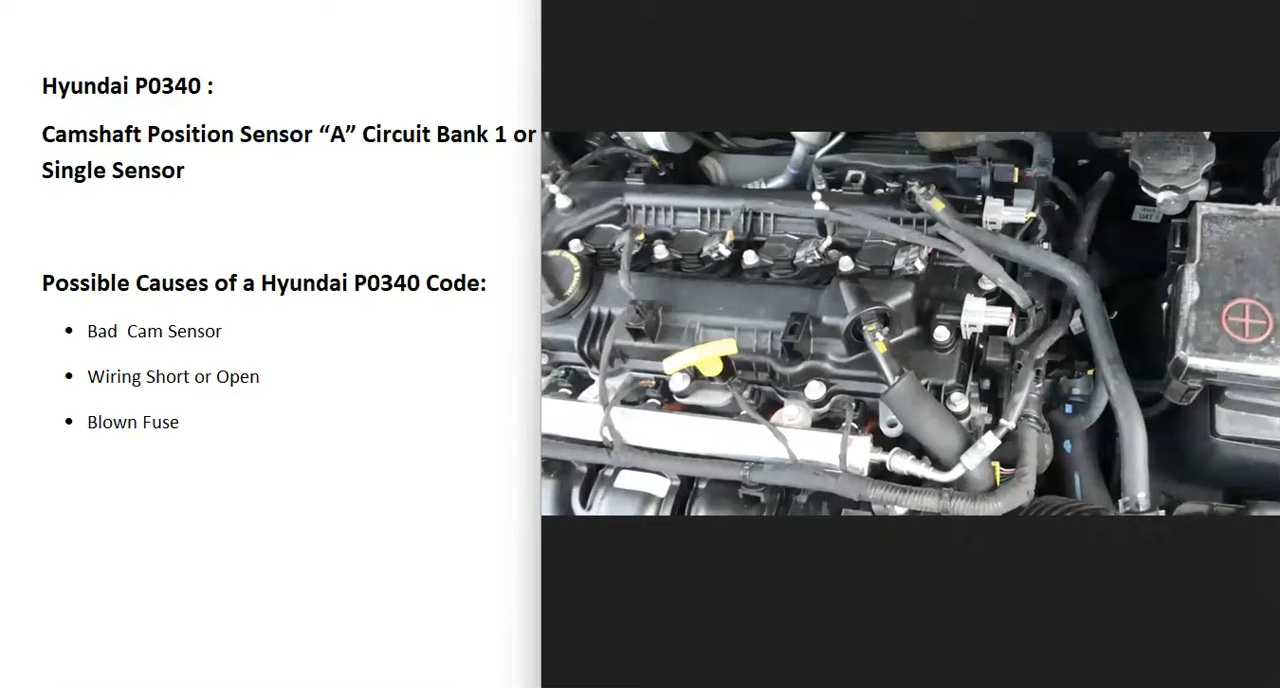 Hyundai P0340 :
Camshaft Position Sensor “A” Circuit Bank 1 or
Single Sensor
Possible Causes of a Hyundai P0340 Code:
• Bad  Cam Sensor
• Wiring Short or Open
• Blown Fuse